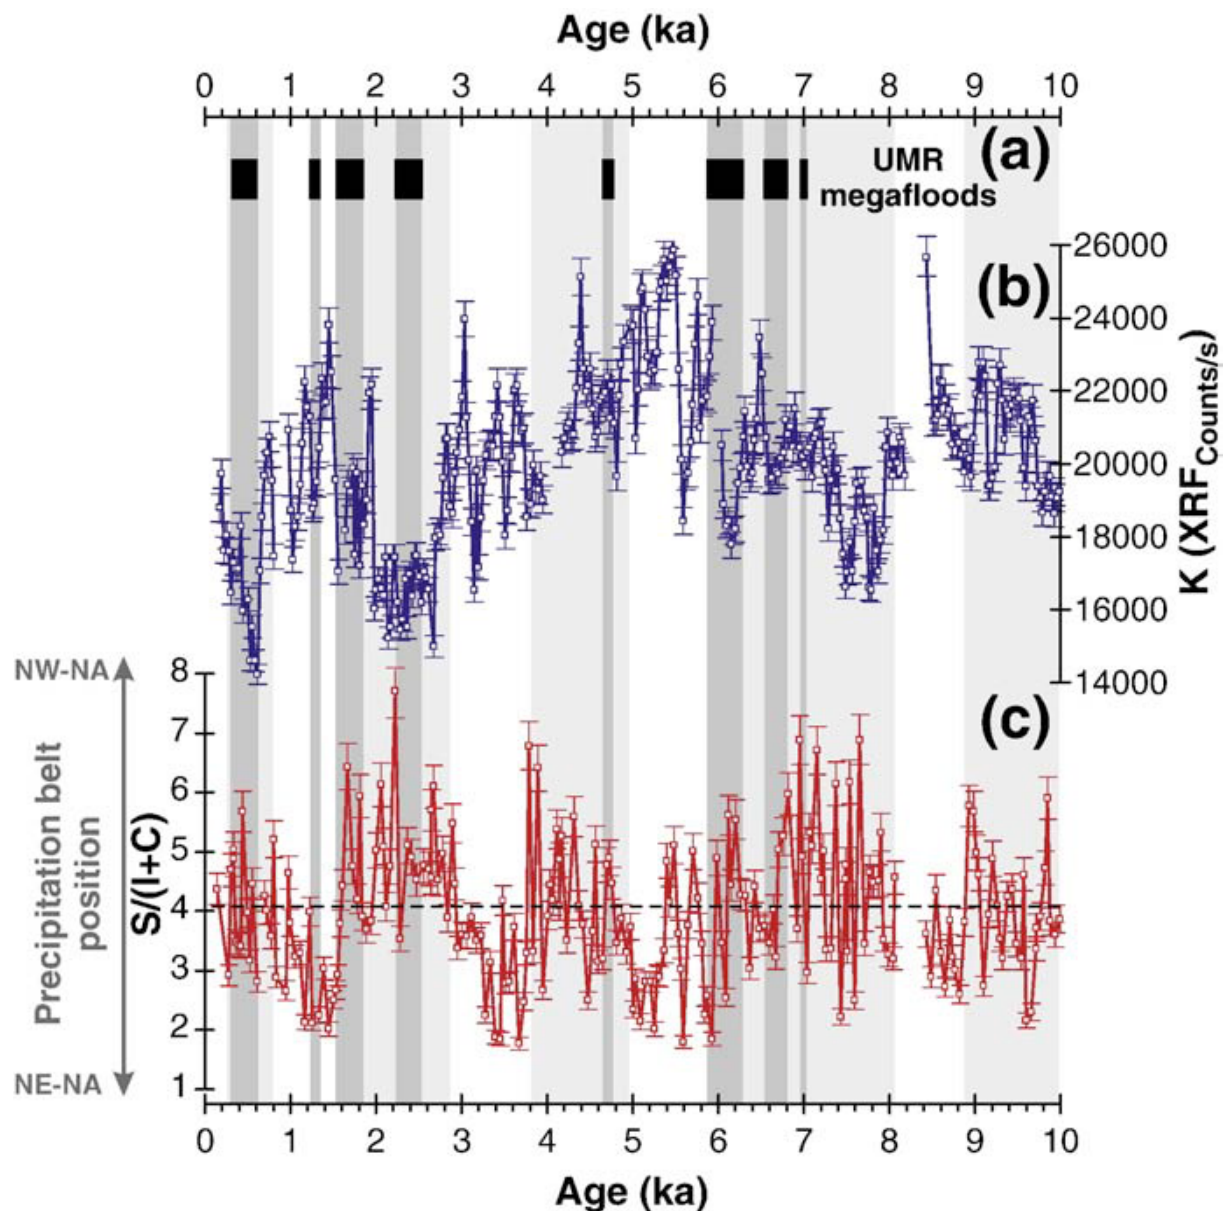 Age (ka)
0 1 2 3 4 5 6 7 8 9 10
(a)
UMR
megafloods
26000
(b)
24000
22000
20000
18000
16000
14000
K (XRF Counts/s)
NW-NA
8
(c)
7
6
5
4
3
2
1
Precipitation belt
position
S/(I+C)
NE-NA
0 1 2 3 4 5 6 7 8 9 10
Age (ka)